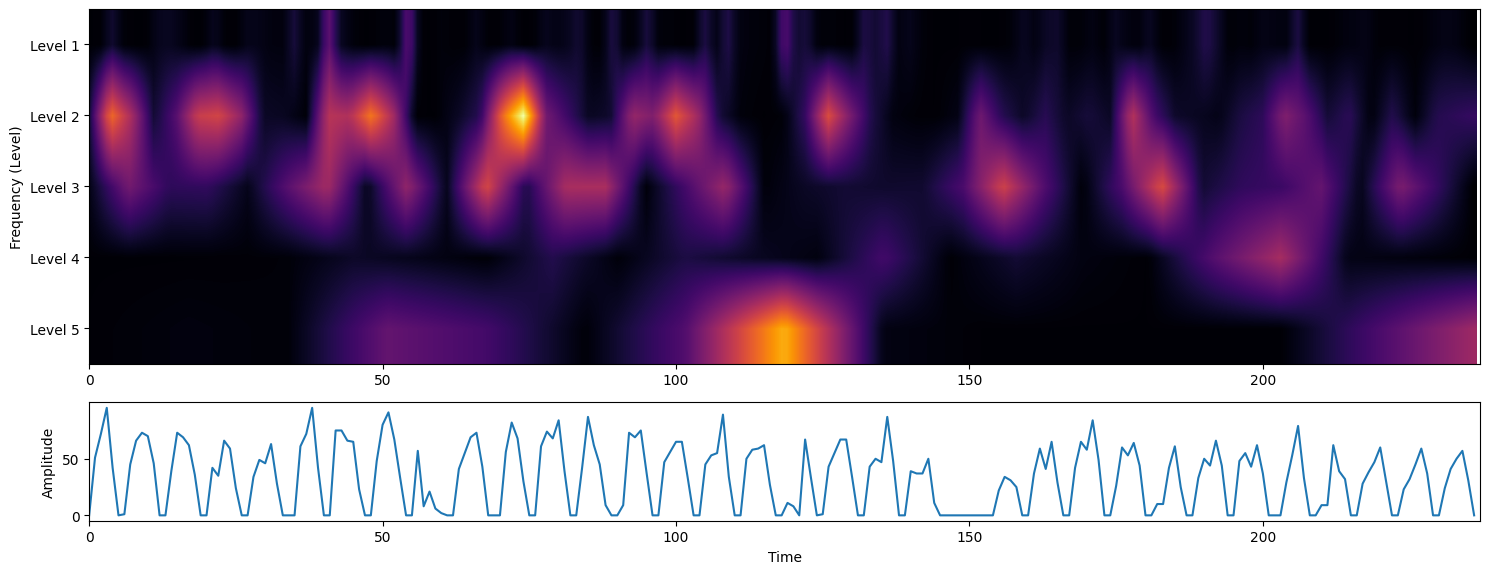 Frequency (Level)
Level 1
Level 2
Level 3
Level 4
Level 5
0 50 100 150 200
Amplitude
50
0
0 50 100 150 200
Time